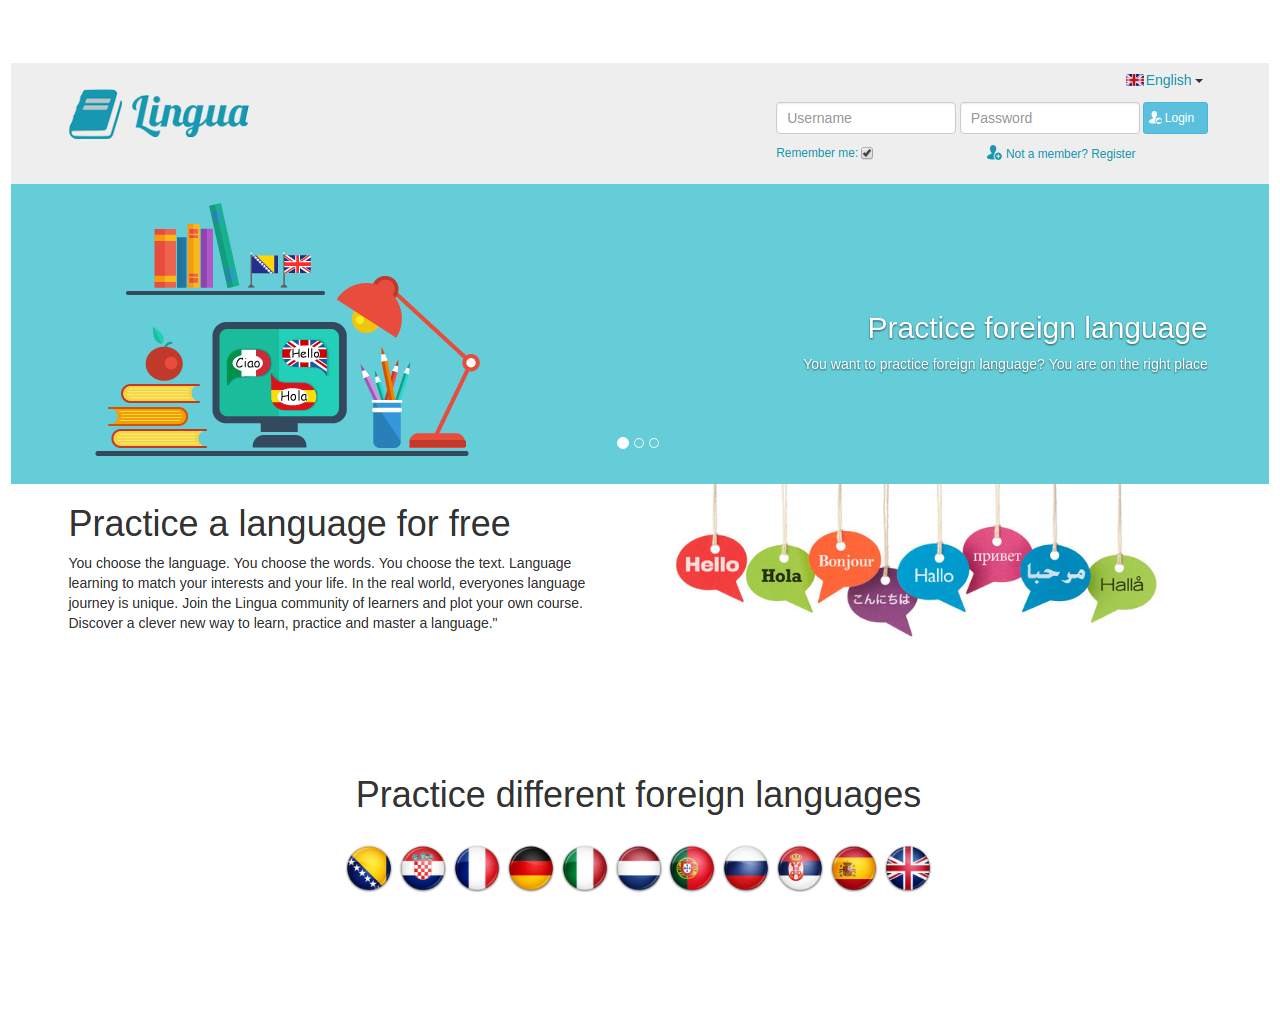 English
Lingua
Username
Password
Login
Remember me:
Not a member? Register
Ciao
Hello
Hola
Practice foreign language
You want to practice foreign language? You are on the right place
Practice a language for free
You choose the language. You choose the words. You choose the text. Language
learning to match your interests and your life. In the real world, everyones language
journey is unique. Join the Lingua community of learners and plot your own course.
Discover a clever new way to learn, practice and master a language."
Hello
Hola
Bonjour
こんにちは
Hallo
привет
مرحبا
Hallå
Practice different foreign languages